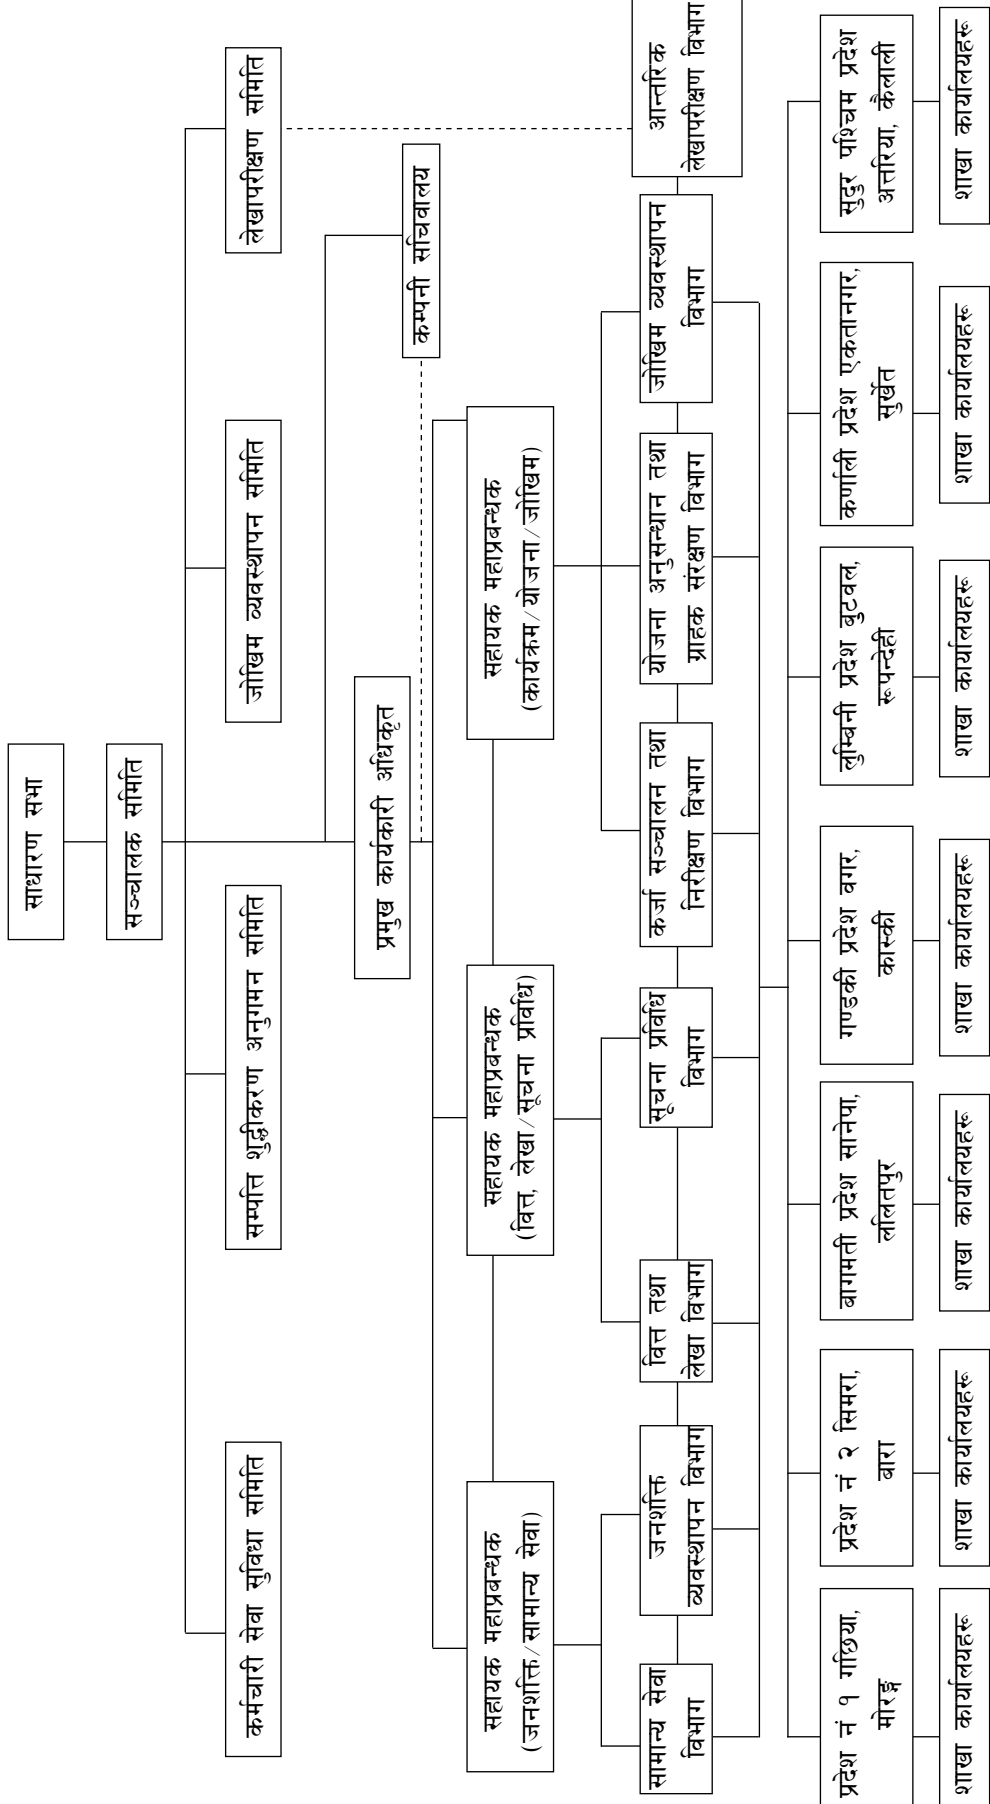 साधारण सभा
सञ्चालक समिति
कर्मचारी सेवा सुविधा समिति
सम्पत्ति शुद्धीकरण अनुगमन समिति
जोखिम व्यवस्थापन समिति
लेखापरीक्षण समिति
प्रमुख कार्यकारी अधिकृत
कम्पनी सचिवालय
सहायक महाप्रबन्धक
(जनशक्ति/सामान्य सेवा)
सहायक महाप्रबन्धक
(वित्त, लेखा/सूचना प्रविधि)
सहायक महाप्रबन्धक
(कार्यक्रम/योजना/जोखिम)
सामान्य सेवा
विभाग
जनशक्ति
व्यवस्थापन विभाग
वित्त तथा
लेखा विभाग
सूचना प्रविधि
विभाग
कर्जा सञ्चालन तथा
निरीक्षण विभाग
योजना अनुसन्धान तथा
ग्राहक संरक्षण विभाग
जोखिम व्यवस्थापन
विभाग
आन्तरिक
लेखापरीक्षण विभाग
प्रदेश नं १ गछिया,
मोरङ्ग
प्रदेश नं २ सिमरा,
बारा
बागमती प्रदेश सानेपा,
ललितपुर
गण्डकी प्रदेश बगर,
कास्की
लुम्बिनी प्रदेश बुटवल,
रूपन्देही
कर्णाली प्रदेश एकतानगर,
सुर्खेत
सुदुर पश्चिम प्रदेश
अत्तरिया, कैलाली
शाखा कार्यालयहरू
शाखा कार्यालयहरू
शाखा कार्यालयहरू
शाखा कार्यालयहरू
शाखा कार्यालयहरू
शाखा कार्यालयहरू
शाखा कार्यालयहरू